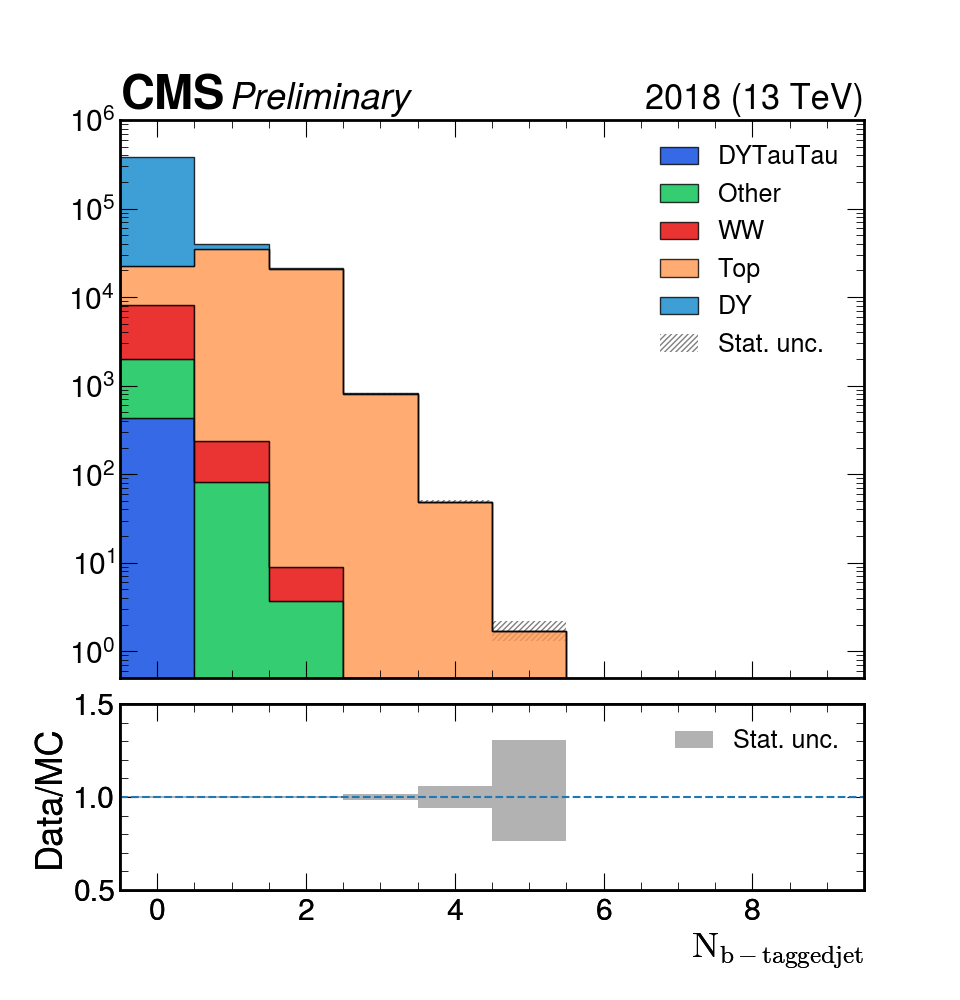 CMS Preliminary 2018 (13 TeV)
10^6
10^5
10^4
10^3
10^2
10^1
10^0
DYTauTau
Other
WW
Top
DY
Stat. unc.
1.5
1.0
0.5
Data/MC
Stat. unc.
0 2 4 6 8
N_{b-taggedjet}